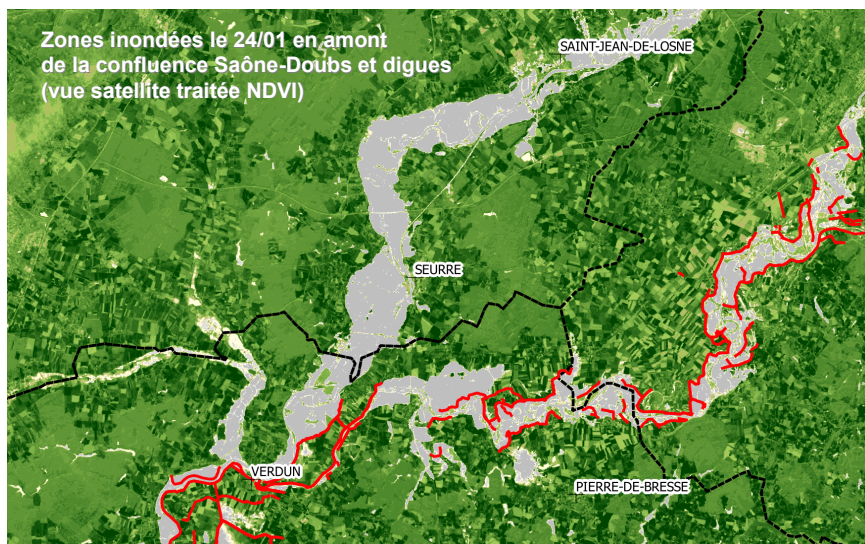 Zones inondées le 24/01 en amont
de la confluence Saône-Doubs et digues
(vue satellite traitée NDVI)
SAINT-JEAN-DE-LOSNE
SEURRE
VERDUN
PIERRE-DE-BRESSE